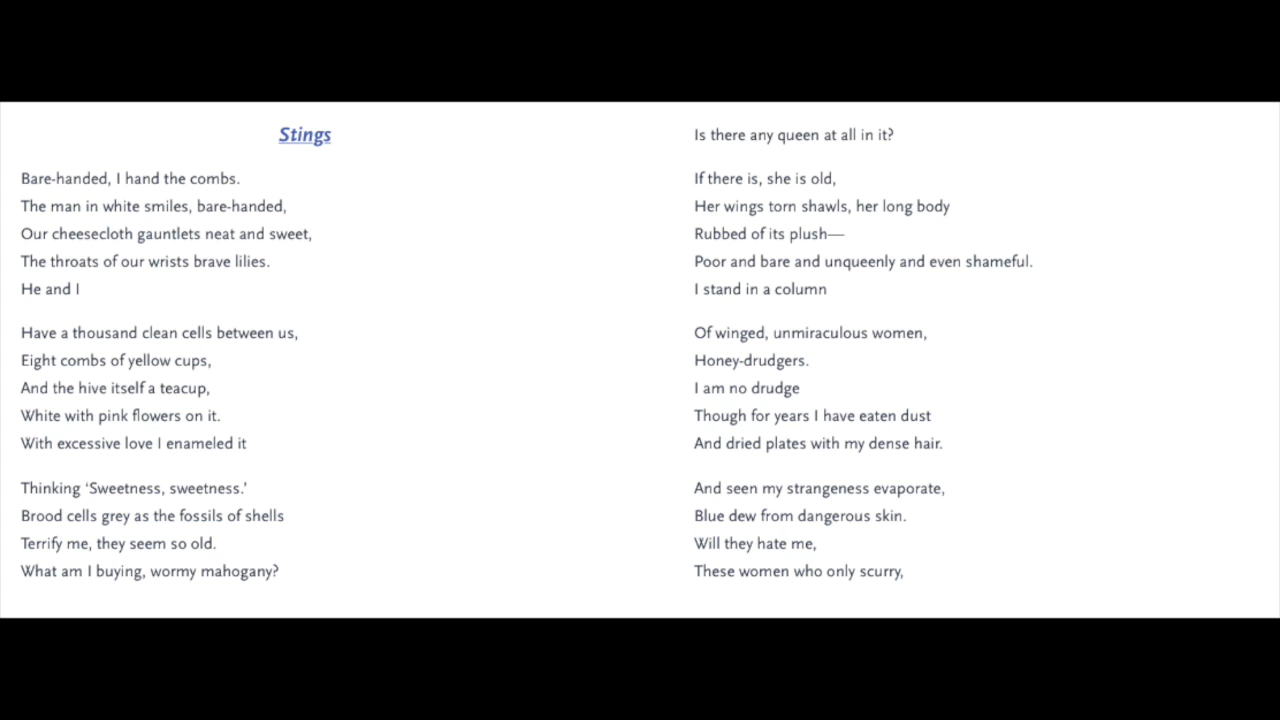 Stings
Bare-handed, I hand the combs.
The man in white smiles, bare-handed,
Our cheesecloth gauntlets neat and sweet,
The throats of our wrists brave lilies.
He and I
Have a thousand clean cells between us,
Eight combs of yellow cups,
And the hive itself a teacup,
White with pink flowers on it.
With excessive love I enameled it
Thinking ‘Sweetness, sweetness.’
Brood cells grey as the fossils of shells
Terrify me, they seem so old.
What am I buying, wormy mahogany?
Is there any queen at all in it?
If there is, she is old,
Her wings torn shawls, her long body
Rubbed of its plush—
Poor and bare and unqueenly and even shameful.
I stand in a column
Of winged, unmiraculous women,
Honey-drudgers.
I am no drudge
Though for years I have eaten dust
And dried plates with my dense hair.
And seen my strangeness evaporate,
Blue dew from dangerous skin.
Will they hate me,
These women who only scurry,